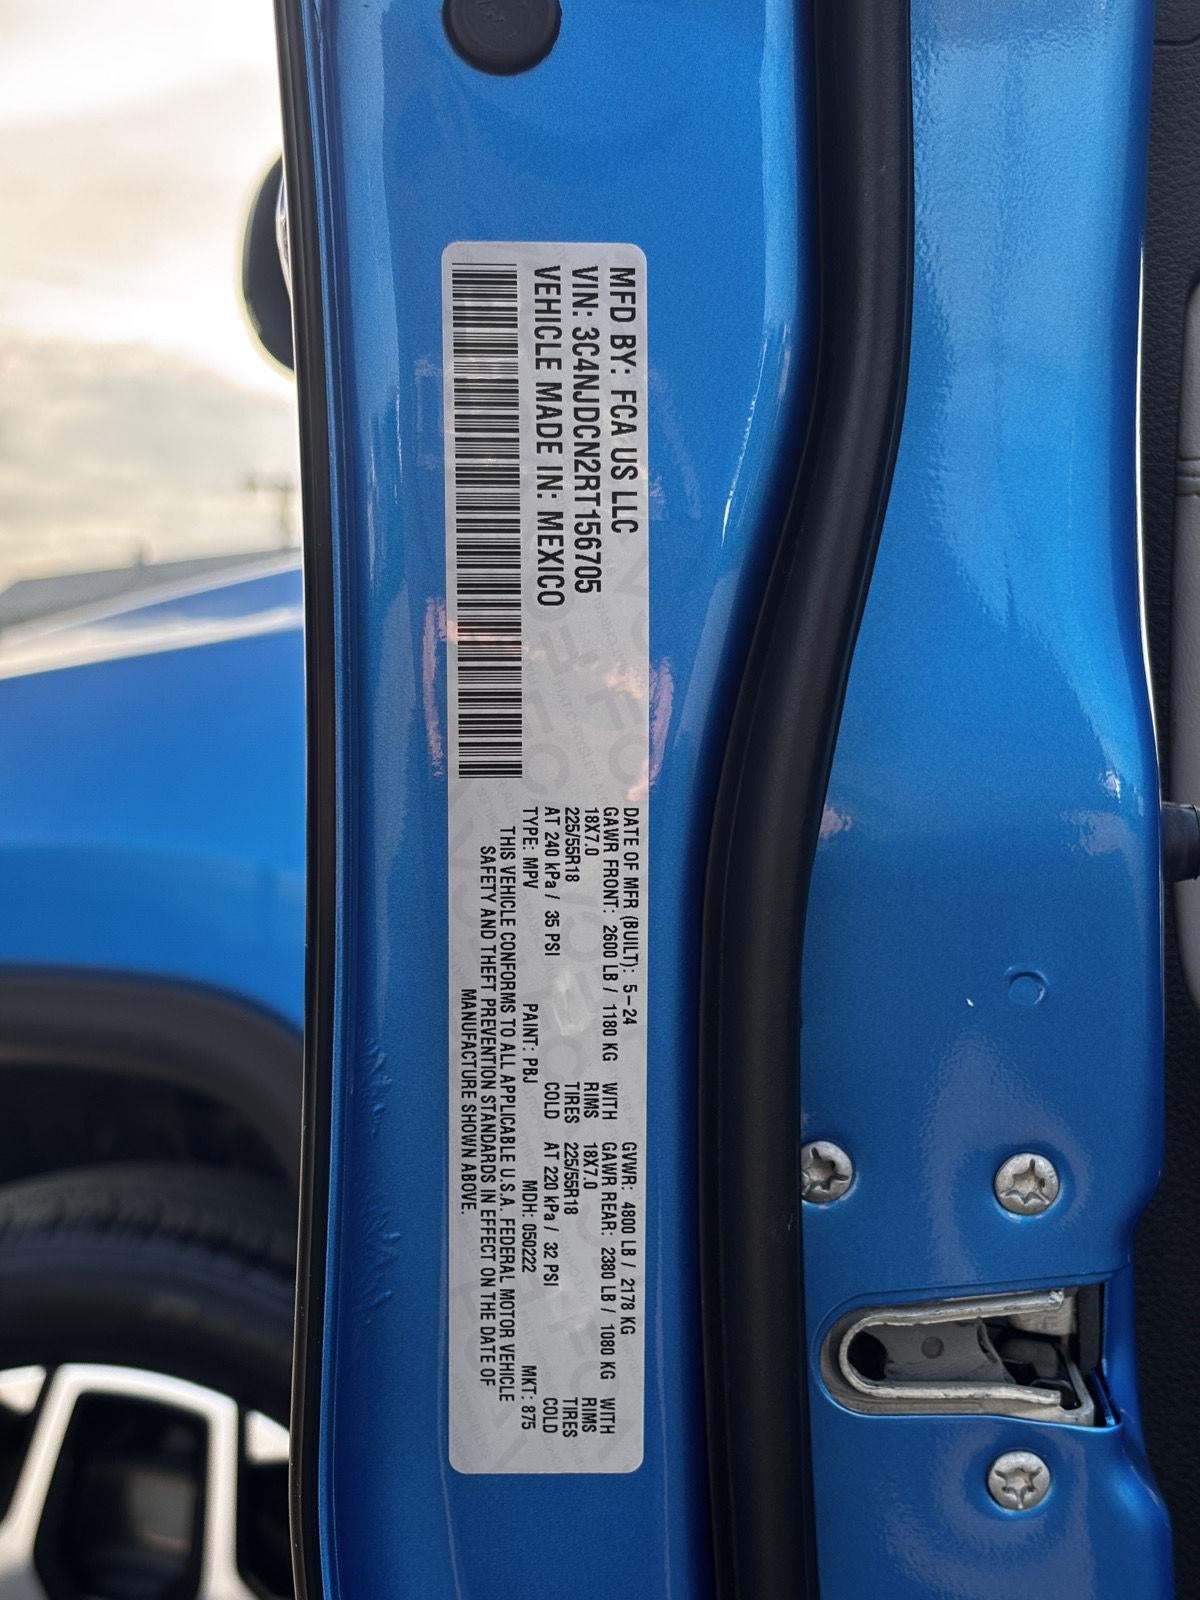 MFD BY: FCA US LLC
VIN: 3C4NJDCN2RT156705
VEHICLE MADE IN: MEXICO
DATE OF MFR (BUILT): 5-24 GVWR: 4800 LB / 2178 KG
GAWR FRONT: 2600 LB / 1180 KG WITH GAWR REAR: 2380 LB / 1080 KG WITH
18X7.0 RIMS 18X7.0 RIMS
225/55R18 TIRES 225/55R18 TIRES
AT 240 kPa / 35 PSI COLD AT 220 kPa / 32 PSI COLD
TYPE: MPV PAINT: PBJ MDH: 050222 MKT: 875
THIS VEHICLE CONFORMS TO ALL APPLICABLE U.S.A. FEDERAL MOTOR VEHICLE
SAFETY AND THEFT PREVENTION STANDARDS IN EFFECT ON THE DATE OF
MANUFACTURE SHOWN ABOVE.